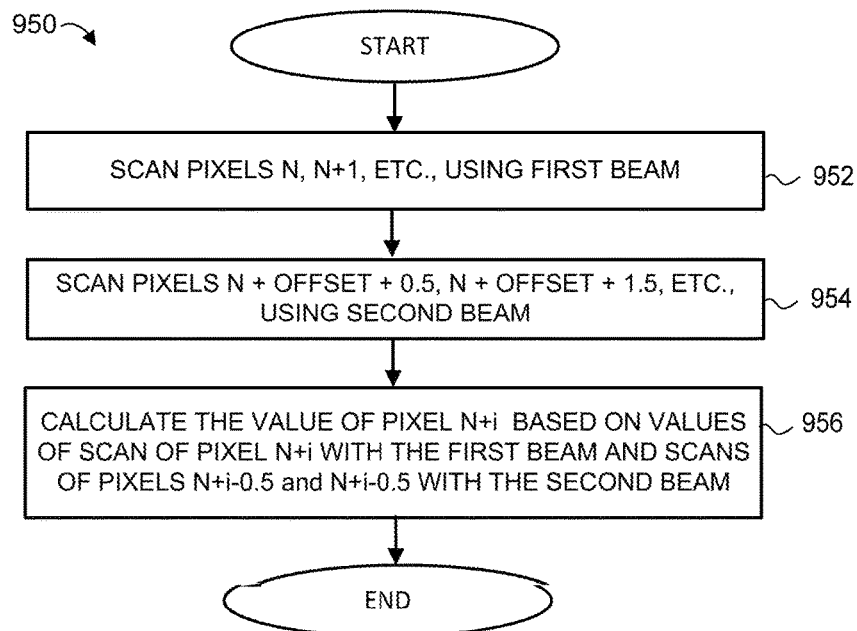 950
START
SCAN PIXELS N, N+1, ETC., USING FIRST BEAM
952
SCAN PIXELS N + OFFSET + 0.5, N + OFFSET + 1.5, ETC.,
USING SECOND BEAM
954
CALCULATE THE VALUE OF PIXEL N+i BASED ON VALUES
OF SCAN OF PIXEL N+i WITH THE FIRST BEAM AND SCANS
OF PIXELS N+i-0.5 and N+i-0.5 WITH THE SECOND BEAM
956
END